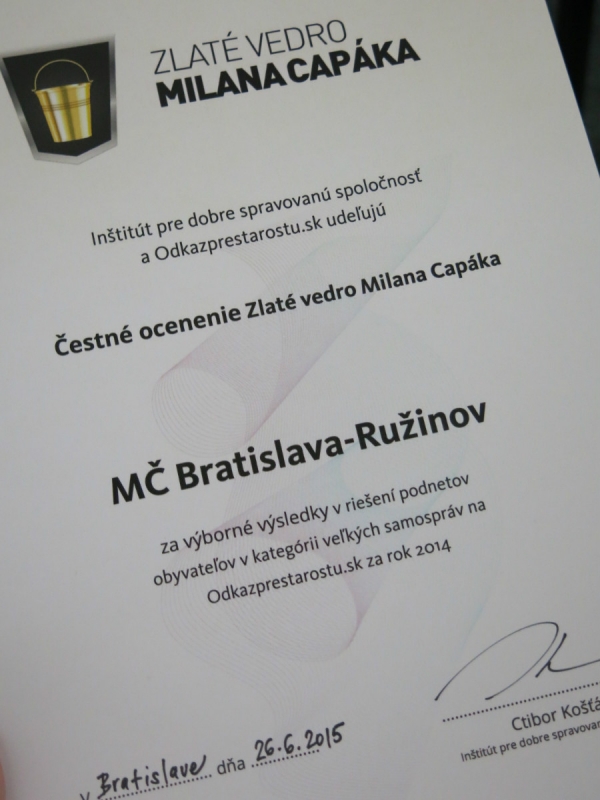 ZLATÉ VEDRO
MILANA CAPÁKA
Inštitút pre dobre spravovanú spoločnosť
a Odkazprestarostu.sk udeľujú
Čestné ocenenie Zlaté vedro Milana Capáka
MČ Bratislava-Ružinov
za výborné výsledky v riešení podnetov
obyvateľov v kategórii veľkých samospráv na
Odkazprestarostu.sk za rok 2014
Ctibor Košťá
Inštitút pre dobre spravovan
v Bratislave dňa 26.6.2015